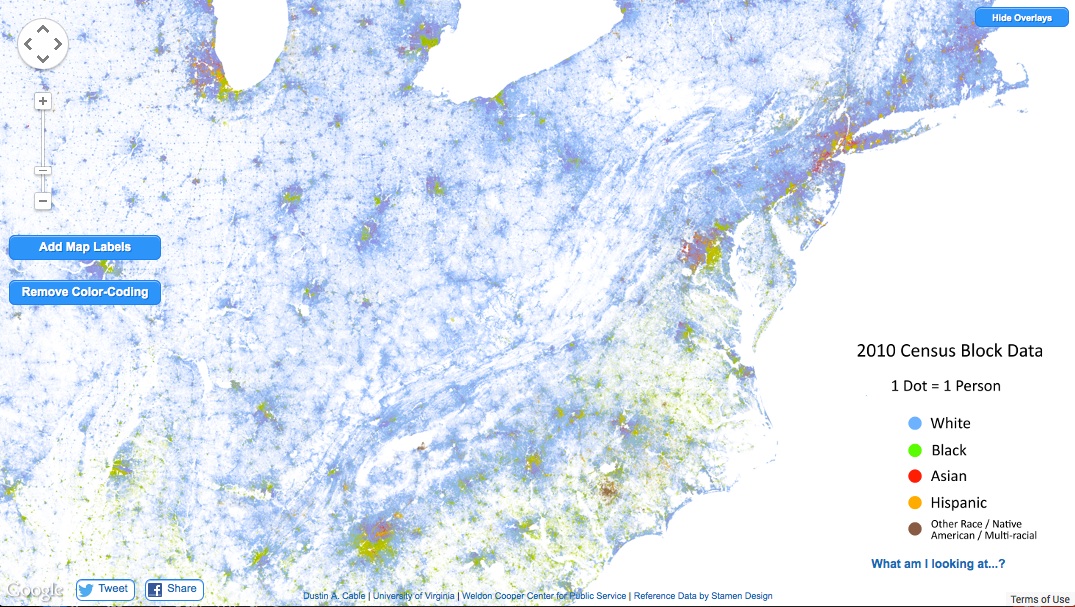 Hide Overlays
Add Map Labels
Remove Color-Coding
2010 Census Block Data
1 Dot = 1 Person
White
Black
Asian
Hispanic
Other Race / Native
American / Multi-racial
What am I looking at...?
Google
Tweet
Share
Dustin A. Cable | University of Virginia | Weldon Cooper Center for Public Service | Reference Data by Stamen Design
Terms of Use